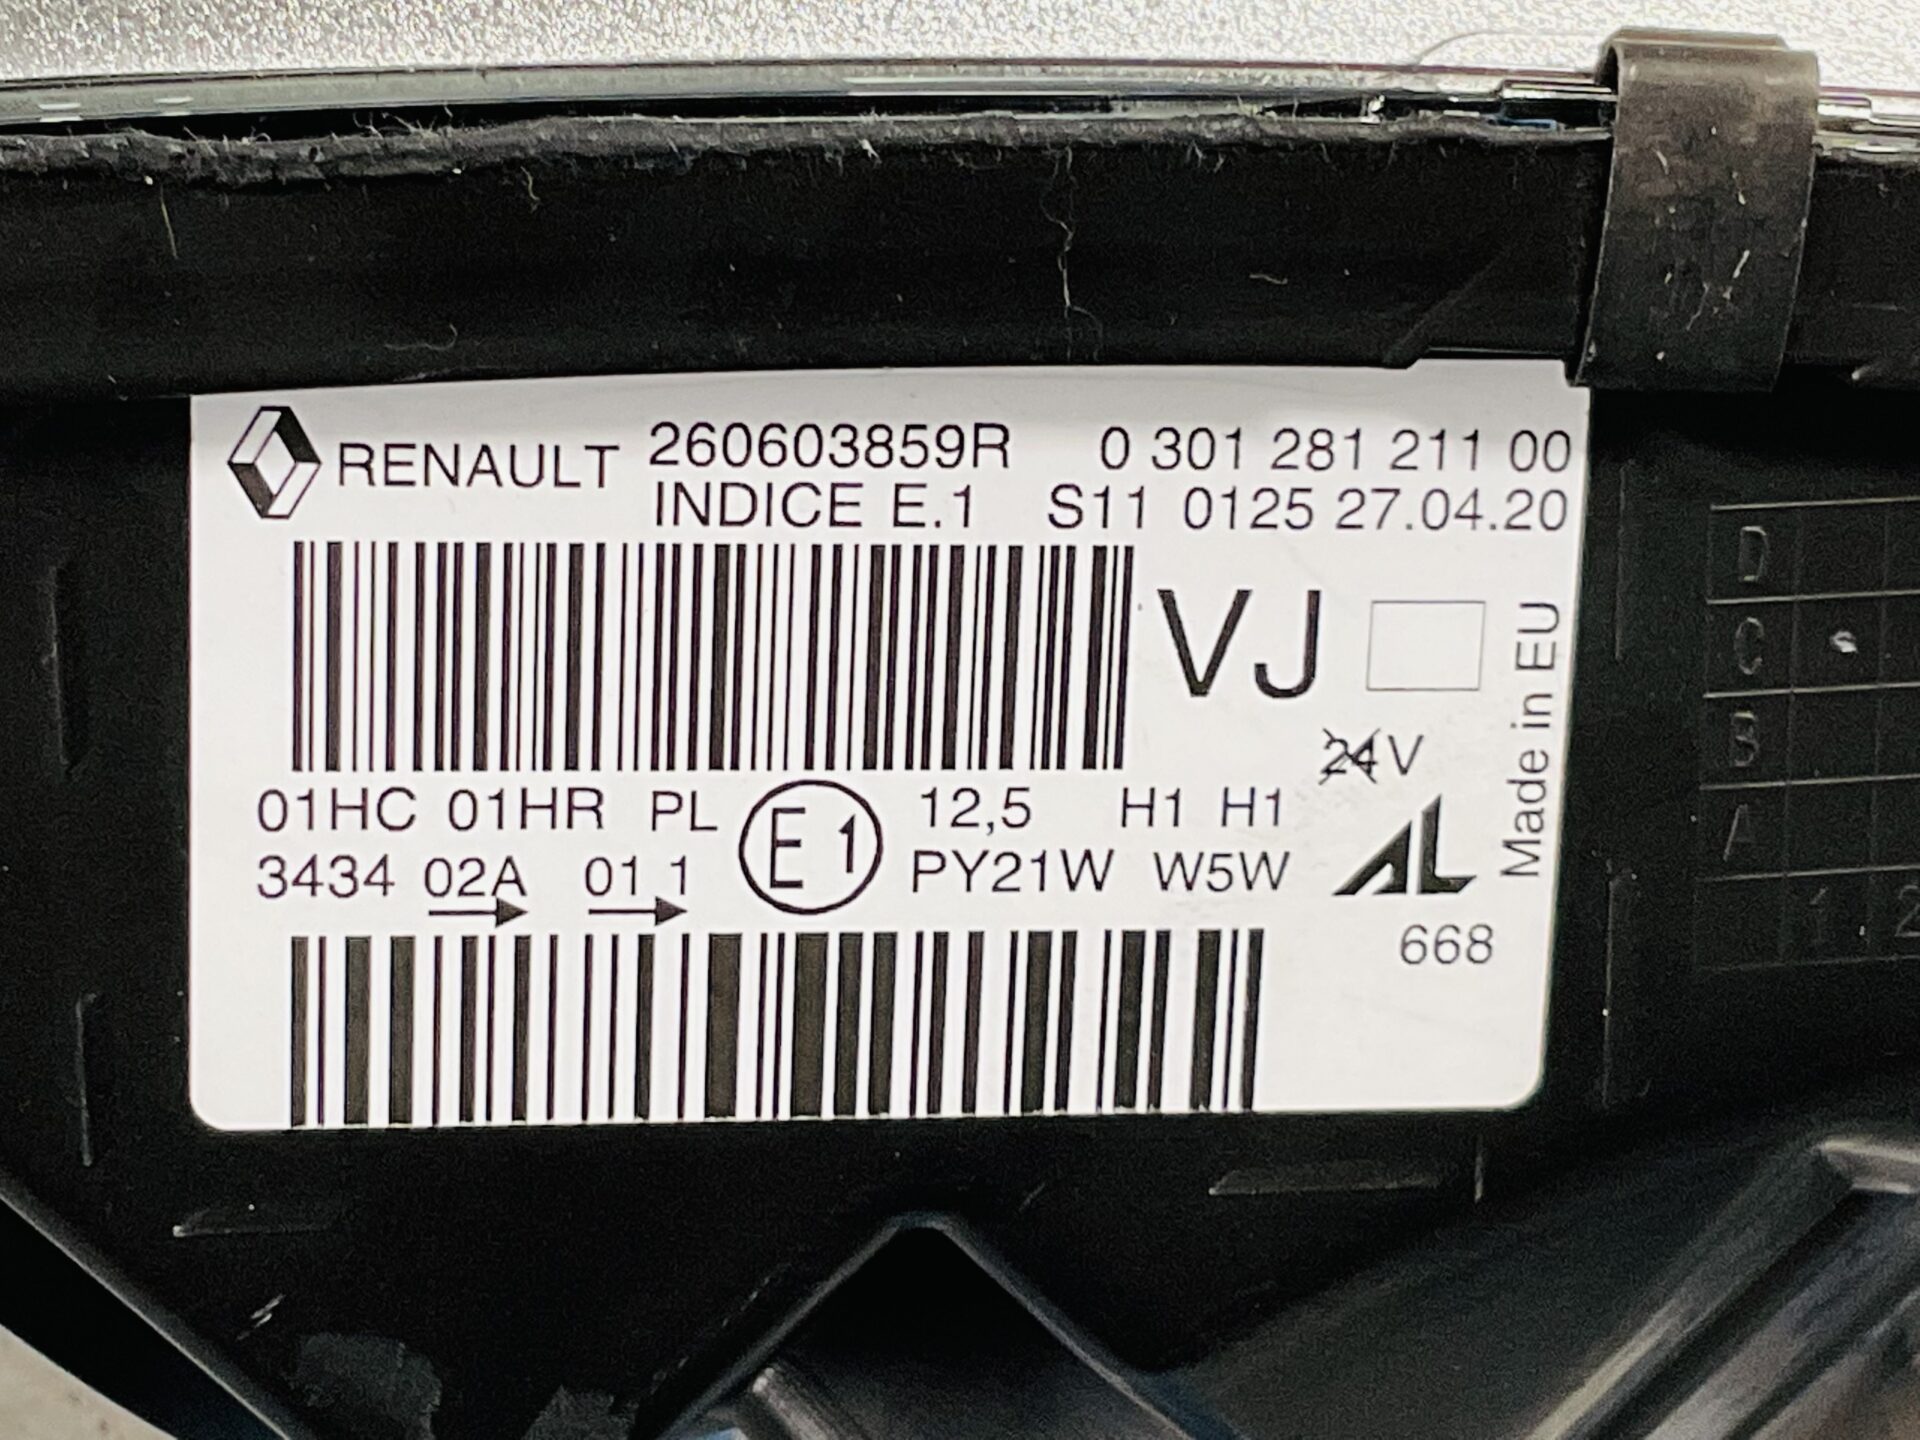 RENAULT 260603859R 0 301 281 211 00
INDICE E.1 S11 0125 27.04.20
VJ
24V
Made in EU
01HC 01HR PL E1 12,5 H1 H1
3434 02A 01 1 PY21W W5W AL
668
D
C
B
A
1 2